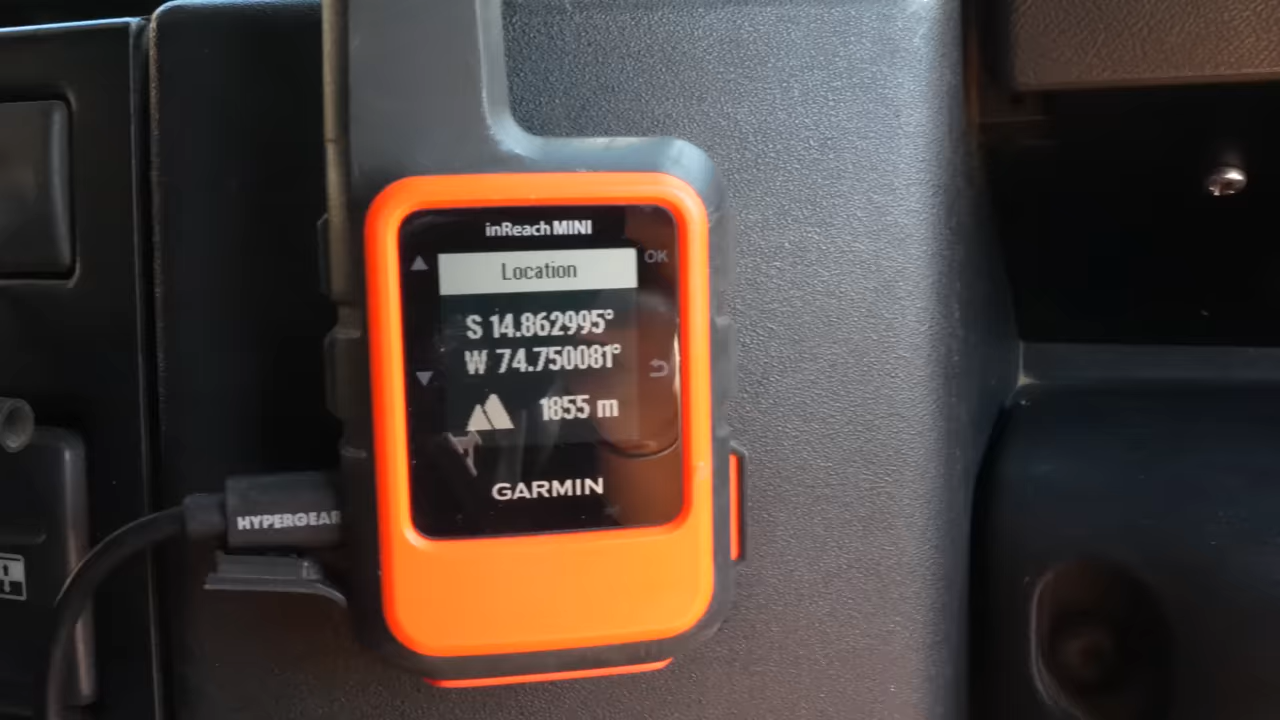 inReach MINI
OK
Location
S 14.862995°
W 74.750081°
1855 m
GARMIN
HYPERGEAR